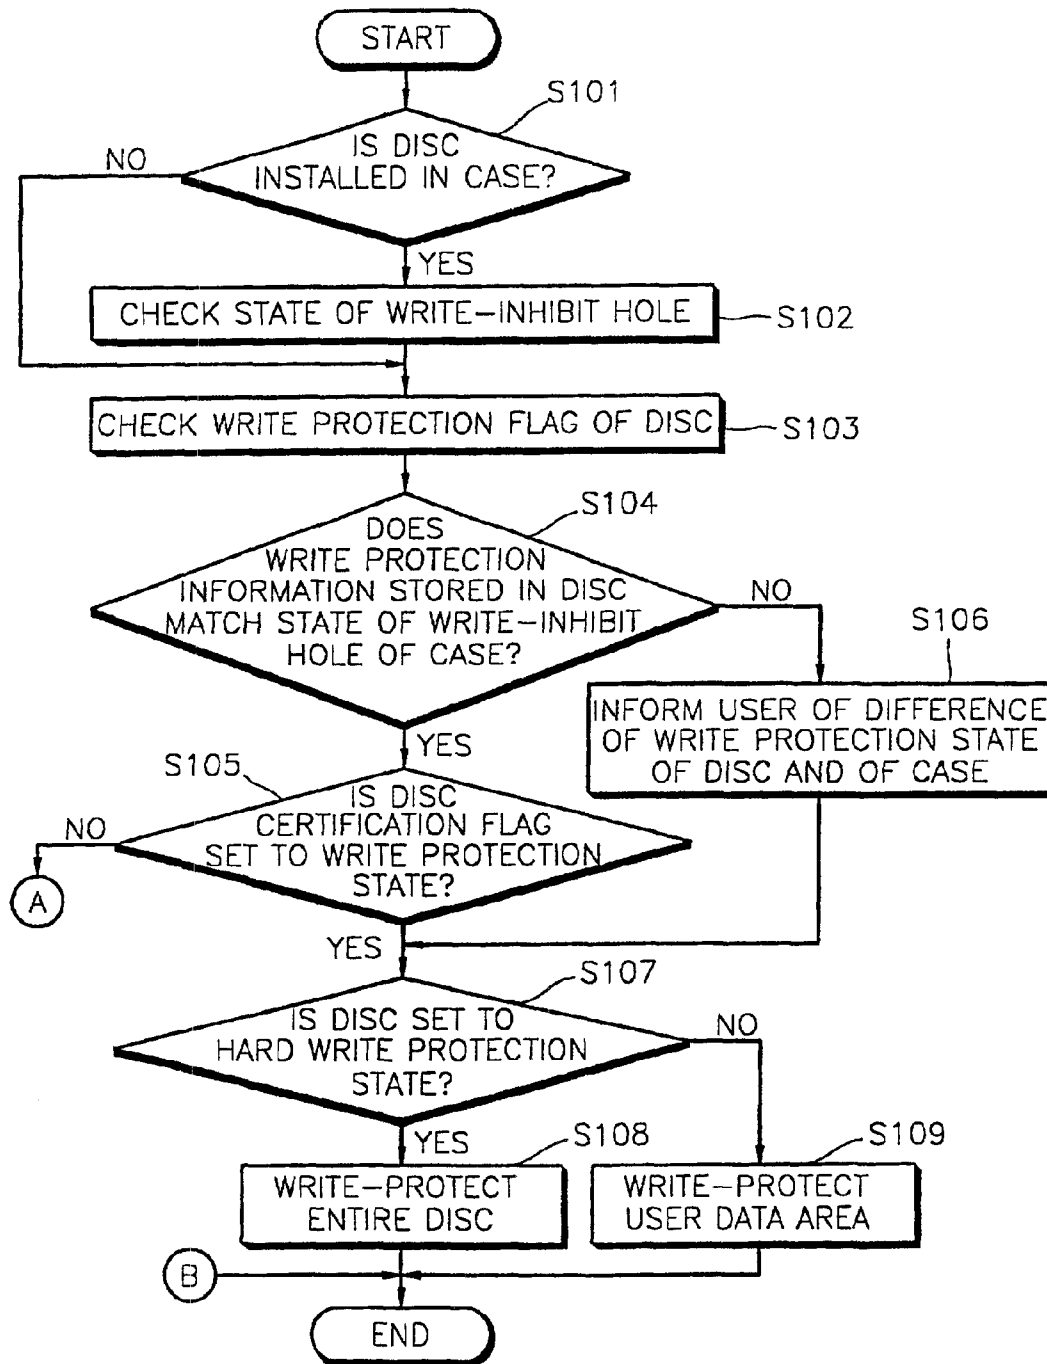 START
S101
IS DISC
INSTALLED IN CASE?
NO
YES
CHECK STATE OF WRITE-INHIBIT HOLE
S102
CHECK WRITE PROTECTION FLAG OF DISC
S103
S104
DOES
WRITE PROTECTION
INFORMATION STORED IN DISC
MATCH STATE OF WRITE-INHIBIT
HOLE OF CASE?
NO
S106
INFORM USER OF DIFFERENCE
OF WRITE PROTECTION STATE
OF DISC AND OF CASE
YES
S105
IS DISC
CERTIFICATION FLAG
SET TO WRITE PROTECTION
STATE?
NO
A
YES
S107
IS DISC SET TO
HARD WRITE PROTECTION
STATE?
NO
YES
S108
WRITE-PROTECT
ENTIRE DISC
S109
WRITE-PROTECT
USER DATA AREA
B
END